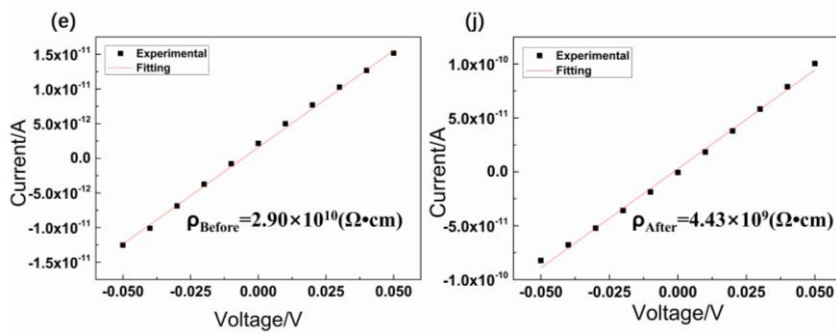 (e)
Experimental
Fitting
1.5x10⁻¹¹
1.0x10⁻¹¹
5.0x10⁻¹²
0.0
-5.0x10⁻¹²
-1.0x10⁻¹¹
-1.5x10⁻¹¹
Current/A
ρBefore=2.90×10¹⁰(Ω•cm)
-0.050 -0.025 0.000 0.025 0.050
Voltage/V
(j)
Experimental
Fitting
1.0x10⁻¹⁰
5.0x10⁻¹¹
0.0
-5.0x10⁻¹¹
-1.0x10⁻¹⁰
Current/A
ρAfter=4.43×10⁹(Ω•cm)
-0.050 -0.025 0.000 0.025 0.050
Voltage/V